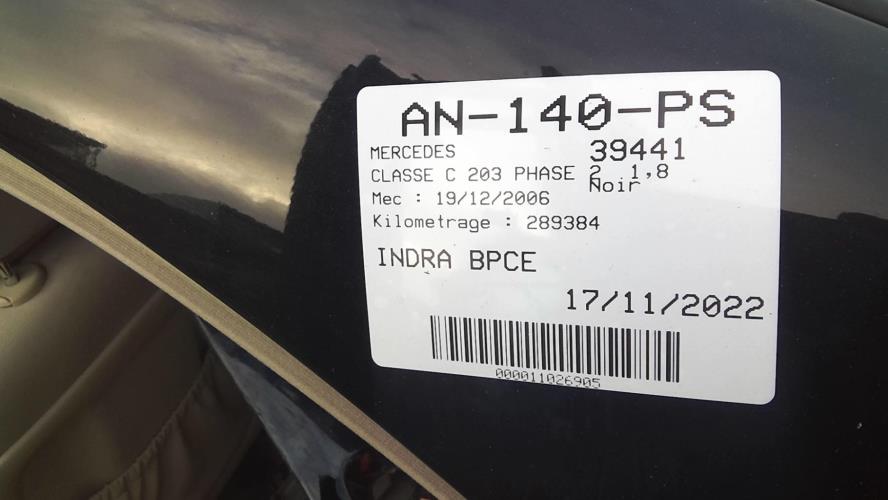 AN-140-PS
MERCEDES 39441
CLASSE C 203 PHASE 2 1,8
Noir
Mec : 19/12/2006
Kilometrage : 289384
INDRA BPCE
17/11/2022
000011026905